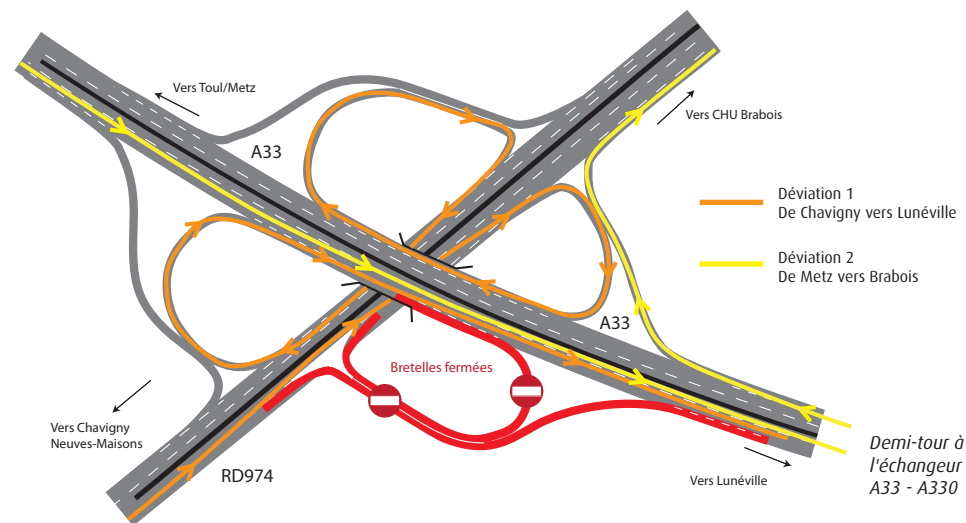 Vers Toul/Metz
A33
Vers CHU Brabois
Déviation 1
De Chavigny vers Lunéville
Déviation 2
De Metz vers Brabois
A33
Bretelles fermées
Vers Chavigny
Neuves-Maisons
RD974
Vers Lunéville
Demi-tour à
l'échangeur
A33 - A330